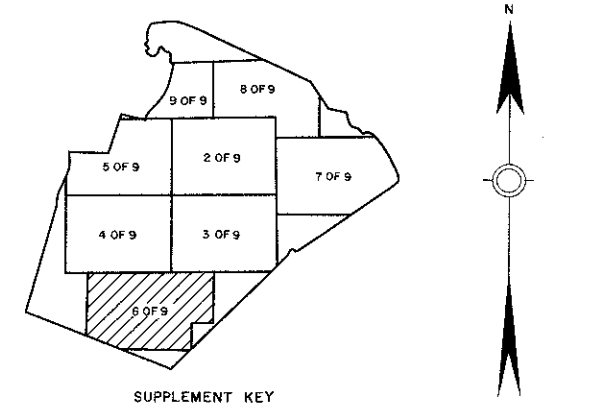 N
8 OF 9
9 OF 9
5 OF 9
2 OF 9
7 OF 9
4 OF 9
3 OF 9
6 OF 9
SUPPLEMENT KEY